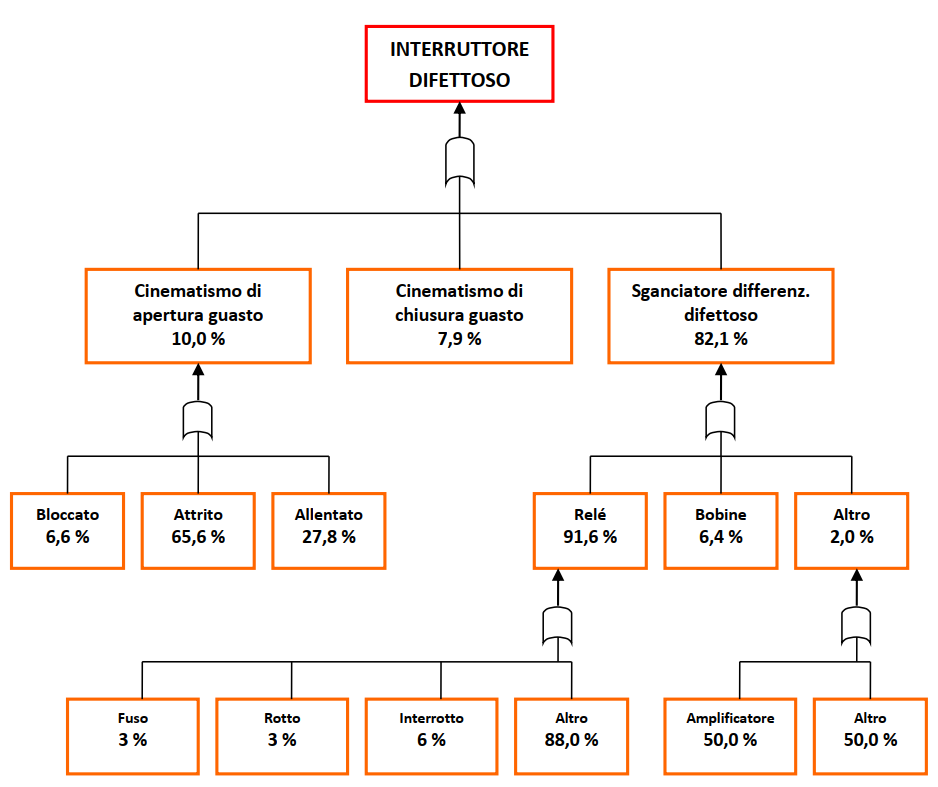 INTERRUTTORE
DIFETTOSO
Cinematismo di
apertura guasto
10,0 %
Cinematismo di
chiusura guasto
7,9 %
Sganciatore differenz.
difettoso
82,1 %
Bloccato
6,6 %
Attrito
65,6 %
Allentato
27,8 %
Relé
91,6 %
Bobine
6,4 %
Altro
2,0 %
Fuso
3 %
Rotto
3 %
Interrotto
6 %
Altro
88,0 %
Amplificatore
50,0 %
Altro
50,0 %